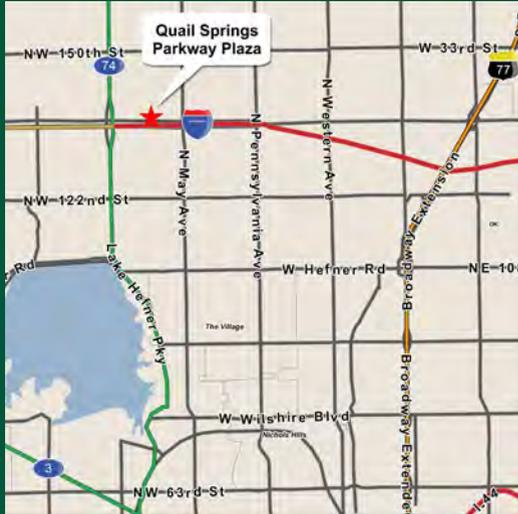 Quail Springs
Parkway Plaza
NW 150th St
W 33rd St
74
77
N May Ave
N Pennsylvania Ave
N Western Ave
NW 122nd St
Broadway Extension
OK
Lake Hefner Pky
r Rd
W Hefner Rd
NE 10
The Village
W Wilshire Blvd
Nichols Hills
Broadway Extende
3
NW 63rd St
I-44